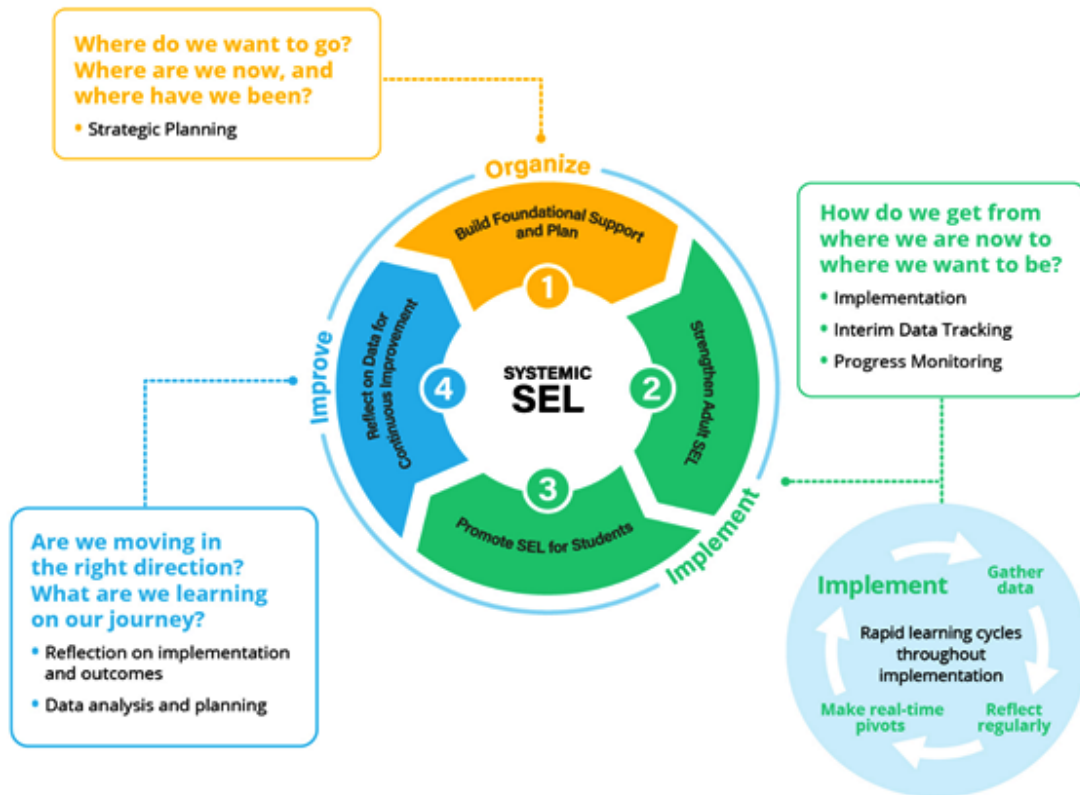 Where do we want to go?
Where are we now, and
where have we been?
• Strategic Planning
Organize
Build Foundational Support
and Plan
1
How do we get from
where we are now to
where we want to be?
• Implementation
• Interim Data Tracking
• Progress Monitoring
Strengthen Adult SEL
2
SYSTEMIC
SEL
Implement
3
Promote SEL for Students
Improve
Reflect on Data for
Continuous Improvement
4
Are we moving in
the right direction?
What are we learning
on our journey?
• Reflection on implementation
and outcomes
• Data analysis and planning
Implement
Gather
data
Rapid learning cycles
throughout
implementation
Reflect
regularly
Make real-time
pivots